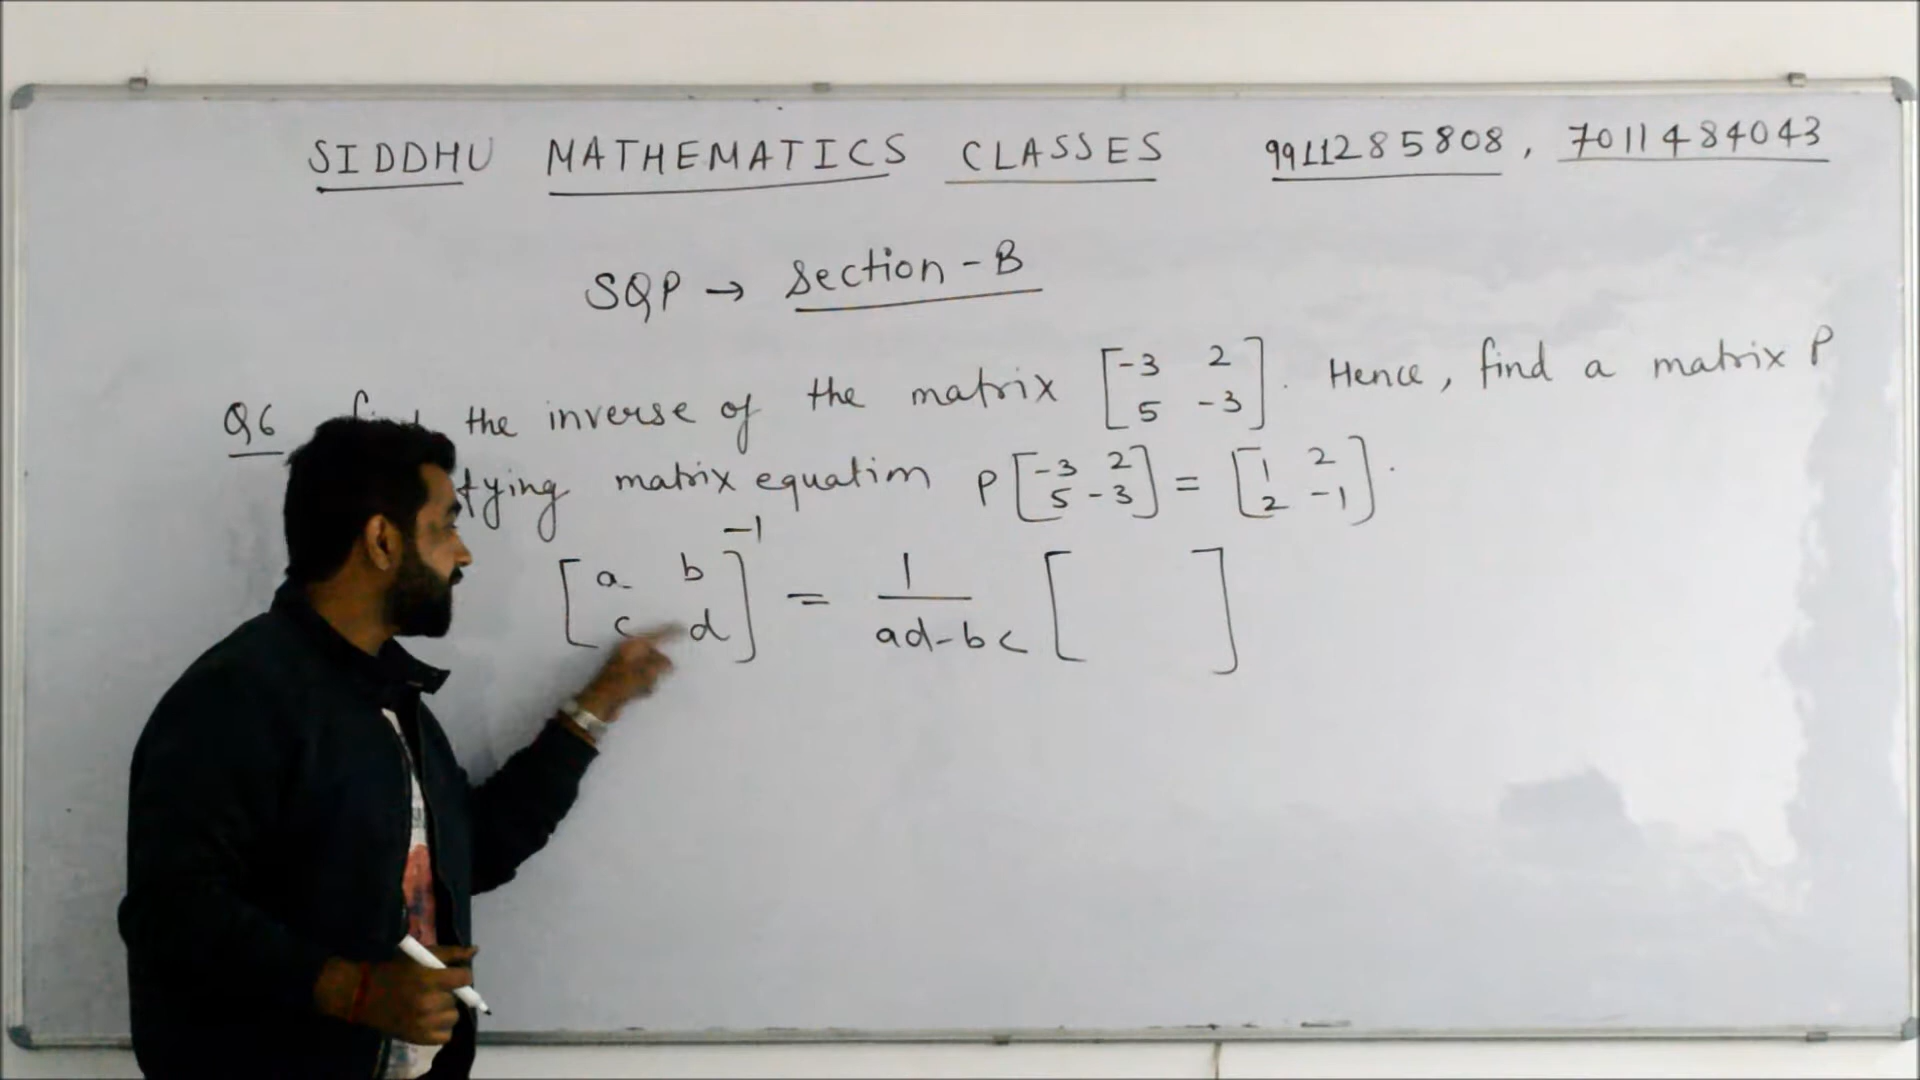 SIDDHU MATHEMATICS CLASSES 9911285808, 7011484043
SQP → Section-B
Q6 the inverse of the matrix [-3 2; 5 -3]. Hence, find a matrix P
tying matrix equatim P[-3 2; 5 -3] = [1 2; 2 -1].
[a b; c d]^-1 = 1/ad-bc [ ]